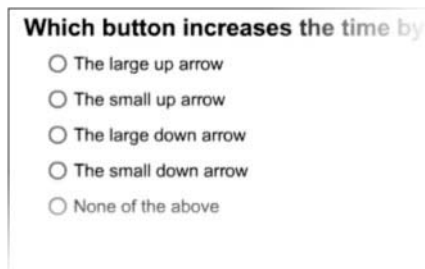 Which button increases the time by
The large up arrow
The small up arrow
The large down arrow
The small down arrow
None of the above